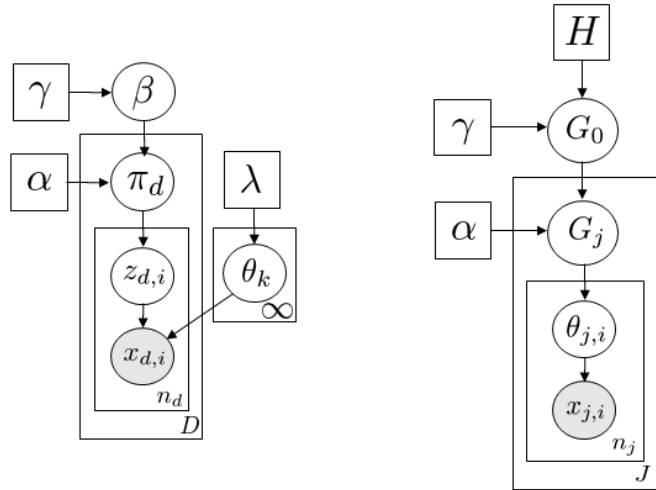 γ
β
α
π_d
λ
z_{d,i}
θ_k
∞
x_{d,i}
n_d
D
H
γ
G_0
α
G_j
θ_{j,i}
x_{j,i}
n_j
J